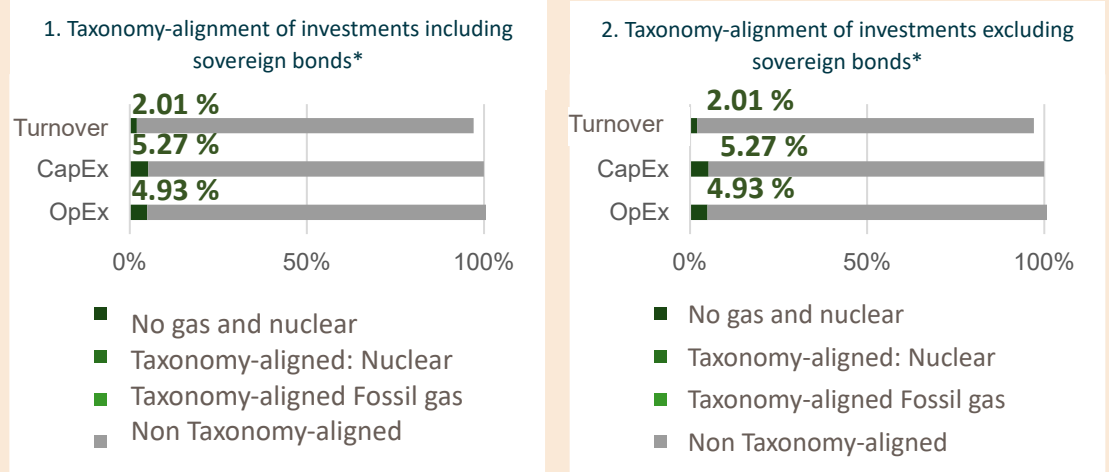 1. Taxonomy-alignment of investments including
sovereign bonds*
2.01 %
Turnover
5.27 %
CapEx
4.93 %
OpEx
0%
50%
100%
No gas and nuclear
Taxonomy-aligned: Nuclear
Taxonomy-aligned Fossil gas
Non Taxonomy-aligned
2. Taxonomy-alignment of investments excluding
sovereign bonds*
2.01 %
Turnover
5.27 %
CapEx
4.93 %
OpEx
0%
50%
100%
No gas and nuclear
Taxonomy-aligned: Nuclear
Taxonomy-aligned Fossil gas
Non Taxonomy-aligned